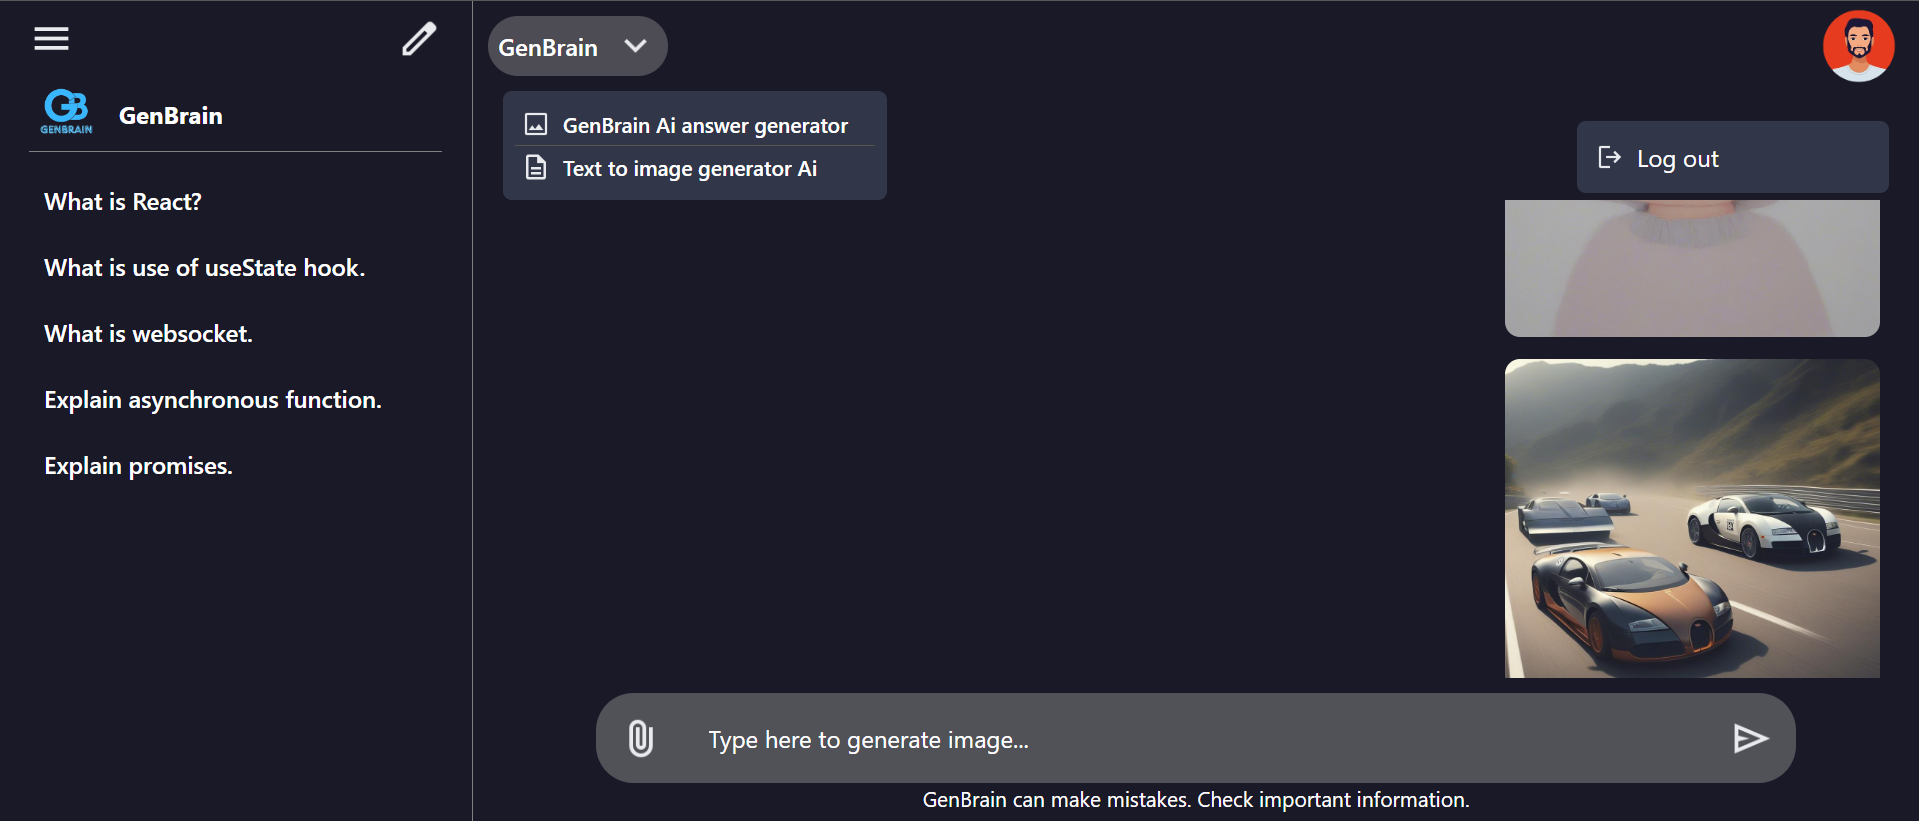 GenBrain
GENBRAIN
GenBrain
What is React?
What is use of useState hook.
What is websocket.
Explain asynchronous function.
Explain promises.
GenBrain Ai answer generator
Text to image generator Ai
Log out
Type here to generate image...
GenBrain can make mistakes. Check important information.